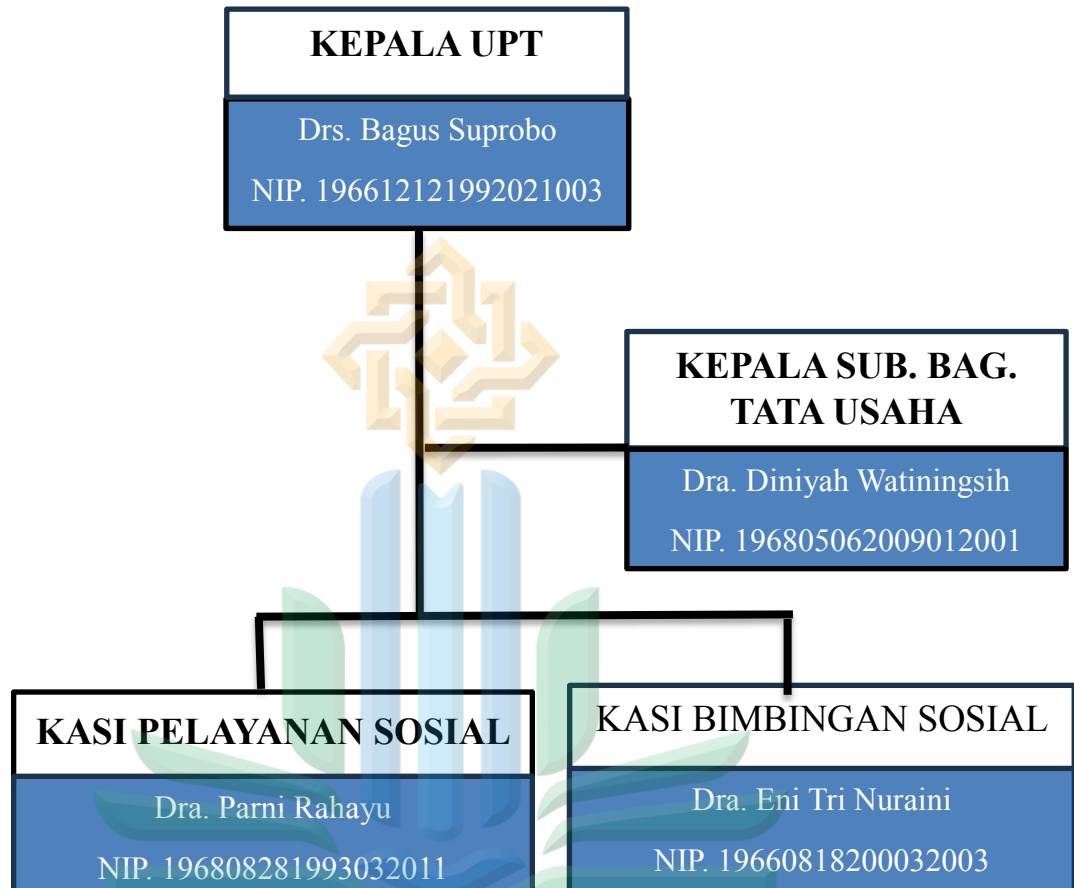 KEPALA UPT
Drs. Bagus Suprobo
NIP. 196612121992021003
KEPALA SUB. BAG.
TATA USAHA
Dra. Diniyah Watiningsih
NIP. 196805062009012001
KASI PELAYANAN SOSIAL
Dra. Parni Rahayu
NIP. 196808281993032011
KASI BIMBINGAN SOSIAL
Dra. Eni Tri Nuraini
NIP. 19660818200032003